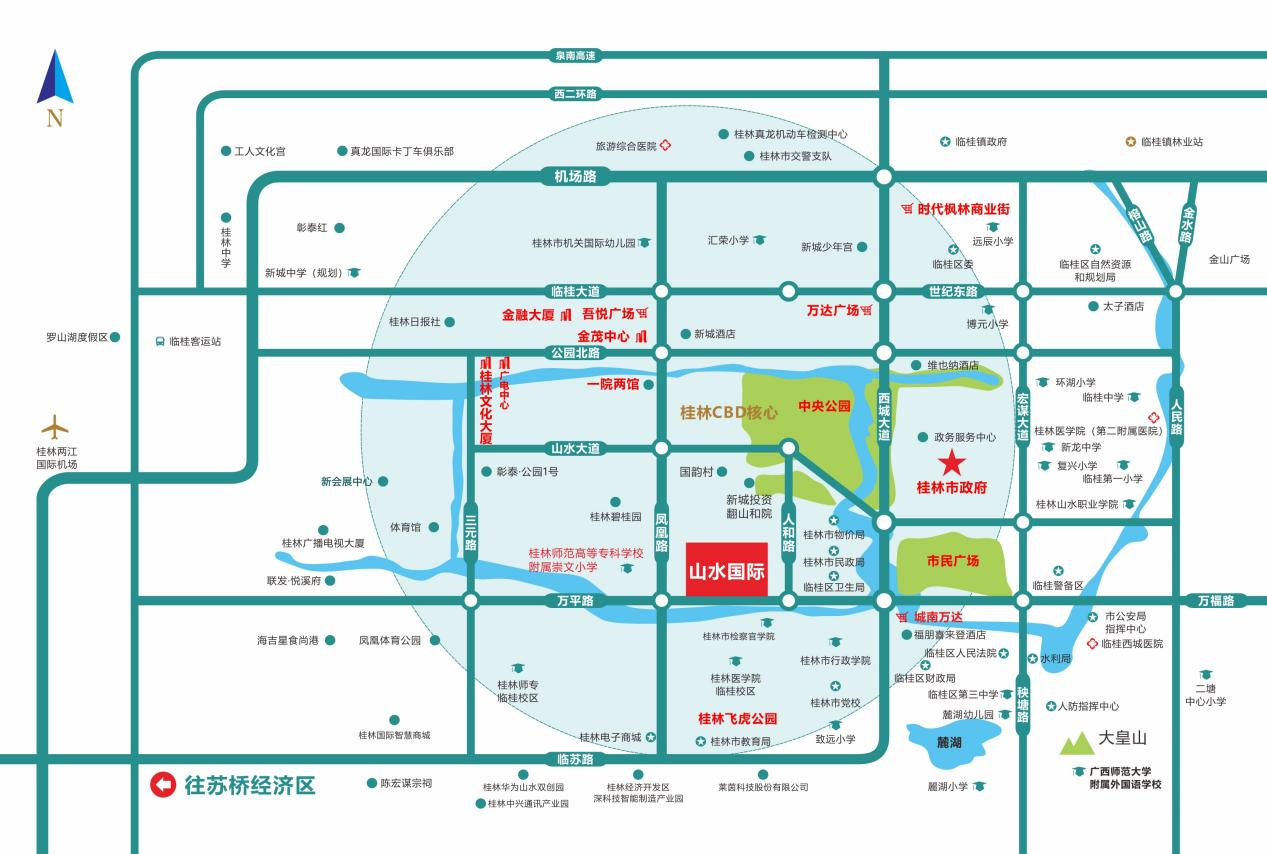 泉南高速
西二环路
N
工人文化宫
真龙国际卡丁车俱乐部
旅游综合医院
桂林真龙机动车检测中心
桂林市交警支队
临桂镇政府
临桂镇林业站
机场路
时代枫林商业街
榕山路
金水路
桂林中学
彰泰红
桂林市机关国际幼儿园
汇荣小学
新城少年宫
远辰小学
临桂区委
临桂区自然资源
和规划局
金山广场
新城中学（规划）
临桂大道
世纪东路
桂林日报社
金融大厦
吾悦广场
万达广场
博元小学
太子酒店
罗山湖度假区
临桂客运站
金茂中心
新城酒店
公园北路
桂林文化大厦
广电中心
一院两馆
维也纳酒店
环湖小学
临桂中学
桂林CBD核心
中央公园
西城大道
宏谋大道
人民路
桂林医学院（第二附属医院）
桂林两江
国际机场
山水大道
政务服务中心
新龙中学
复兴小学
临桂第一小学
彰泰·公园1号
国韵村
新会展中心
桂林市政府
新城投资
翻山和院
桂林山水职业学院
桂林碧桂园
体育馆
三元路
凤凰路
人和路
桂林市物价局
桂林广播电视大厦
桂林师范高等专科学校
附属崇文小学
山水国际
桂林市民政局
市民广场
联发·悦溪府
临桂区卫生局
临桂警备区
万平路
万福路
城南万达
市公安局
指挥中心
海吉星食尚港
凤凰体育公园
桂林市检察官学院
福朋喜来登酒店
临桂西城医院
桂林市行政学院
临桂区人民法院
水利局
桂林师专
临桂校区
桂林医学院
临桂校区
临桂区财政局
二塘
中心小学
临桂区第三中学
秧塘路
桂林市党校
人防指挥中心
麓湖幼儿园
桂林飞虎公园
桂林国际智慧商城
桂林电子商城
桂林市教育局
致远小学
麓湖
大皇山
临苏路
广西师范大学
附属外国语学校
往苏桥经济区
陈宏谋宗祠
桂林华为山水双创园
桂林经济开发区
深科技智能制造产业园
莱茵科技股份有限公司
麓湖小学
桂林中兴通讯产业园